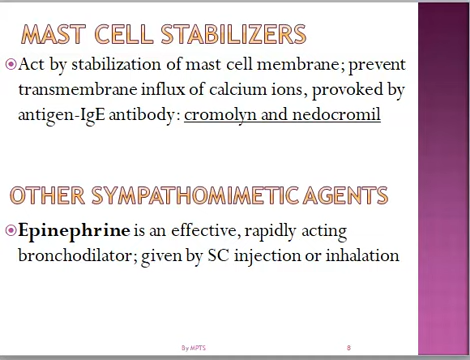 MAST CELL STABILIZERS
Act by stabilization of mast cell membrane; prevent
transmembrane influx of calcium ions, provoked by
antigen-IgE antibody: cromolyn and nedocromil
OTHER SYMPATHOMIMETIC AGENTS
Epinephrine is an effective, rapidly acting
bronchodilator; given by SC injection or inhalation
By MPTS 8